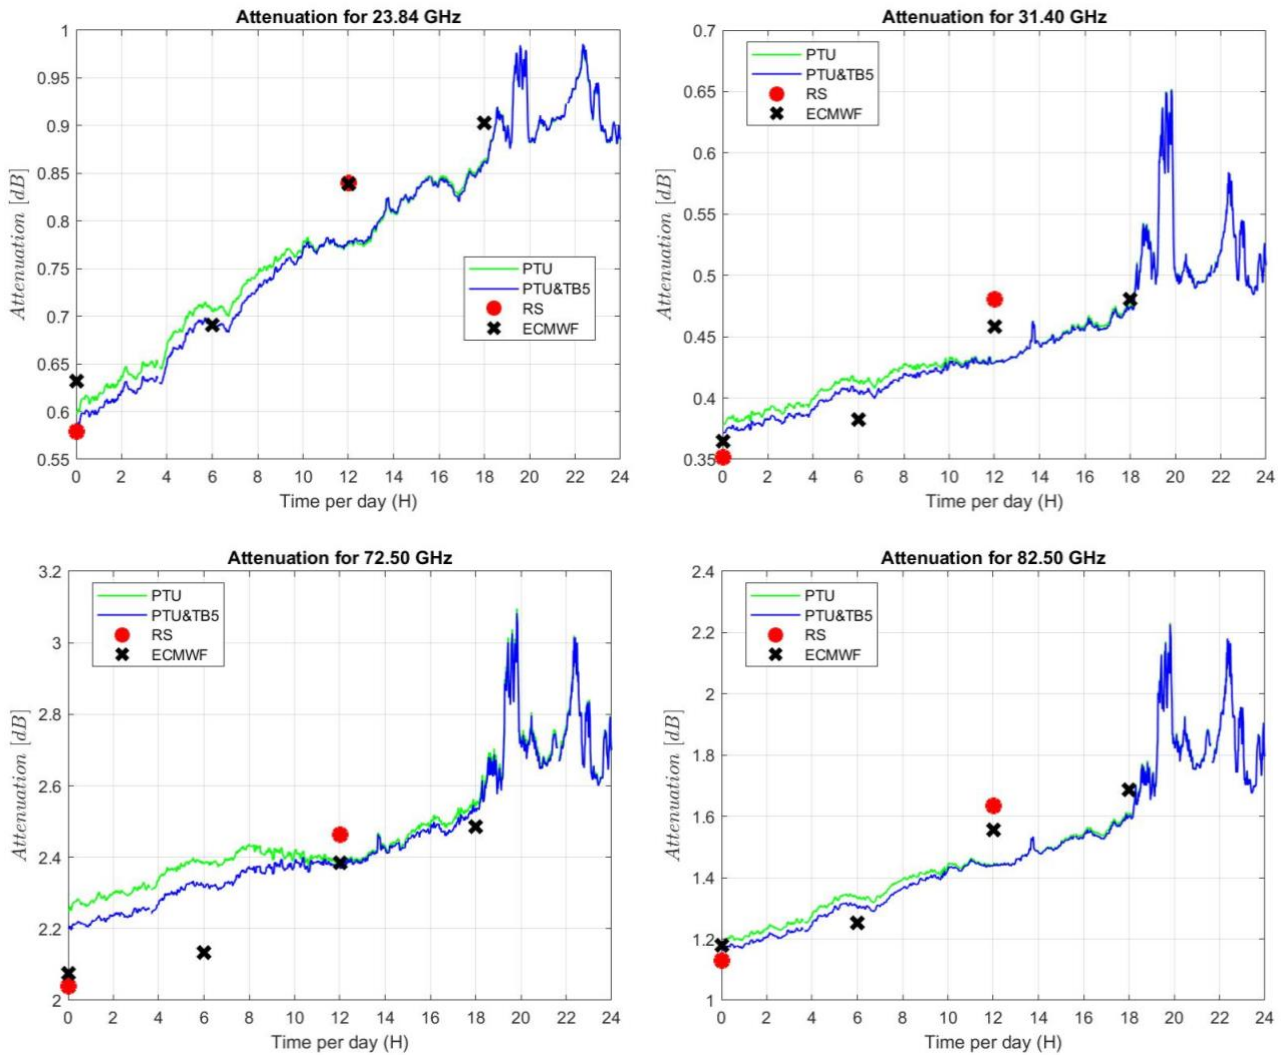 Attenuation for 23.84 GHz
1
0.95
0.9
0.85
0.8
0.75
0.7
0.65
0.6
0.55
Attenuation [dB]
PTU
PTU&TB5
RS
ECMWF
0 2 4 6 8 10 12 14 16 18 20 22 24
Time per day (H)
Attenuation for 31.40 GHz
0.7
0.65
0.6
0.55
0.5
0.45
0.4
0.35
Attenuation [dB]
PTU
PTU&TB5
RS
ECMWF
0 2 4 6 8 10 12 14 16 18 20 22 24
Time per day (H)
Attenuation for 72.50 GHz
3.2
3
2.8
2.6
2.4
2.2
2
Attenuation [dB]
PTU
PTU&TB5
RS
ECMWF
0 2 4 6 8 10 12 14 16 18 20 22 24
Time per day (H)
Attenuation for 82.50 GHz
2.4
2.2
2
1.8
1.6
1.4
1.2
1
Attenuation [dB]
PTU
PTU&TB5
RS
ECMWF
0 2 4 6 8 10 12 14 16 18 20 22 24
Time per day (H)